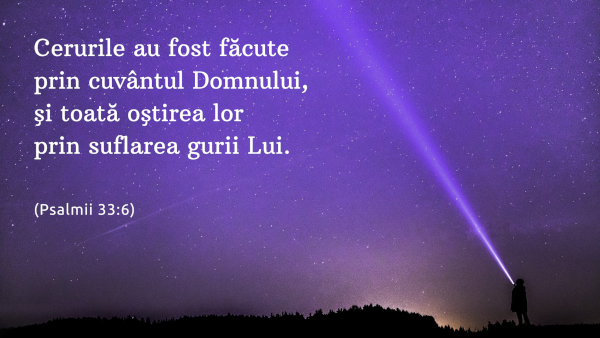 Cerurile au fost făcute
prin cuvântul Domnului,
şi toată oştirea lor
prin suflarea gurii Lui.
(Psalmii 33:6)